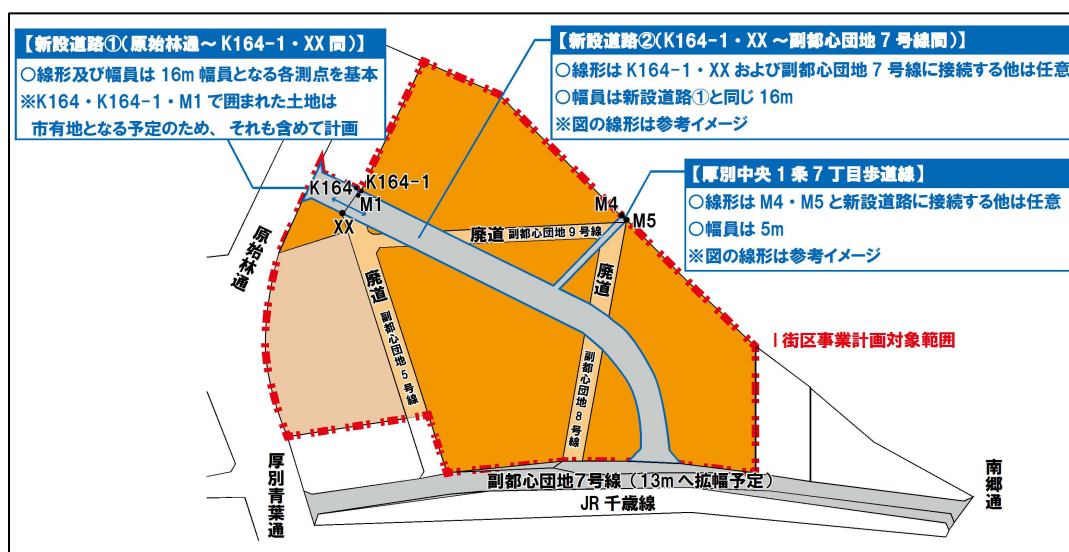 【新設道路①(原始林通～K164-1・XX間)】
○線形及び幅員は16m幅員となる各測点を基本
※K164・K164-1・M1で囲まれた土地は
市有地となる予定のため、それも含めて計画
【新設道路②(K164-1・XX～副都心団地7号線間)】
○線形はK164-1・XXおよび副都心団地7号線に接続する他は任意
○幅員は新設道路①と同じ16m
※図の線形は参考イメージ
【厚別中央1条7丁目歩道線】
○線形はM4・M5と新設道路に接続する他は任意
○幅員は5m
※図の線形は参考イメージ
K164
K164-1
M1
XX
M4
M5
原始林通
廃道 副都心団地9号線
廃道 副都心団地5号線
廃道
副都心団地8号線
I街区事業計画対象範囲
副都心団地7号線(13mへ拡幅予定)
JR千歳線
厚別青葉通
南郷通